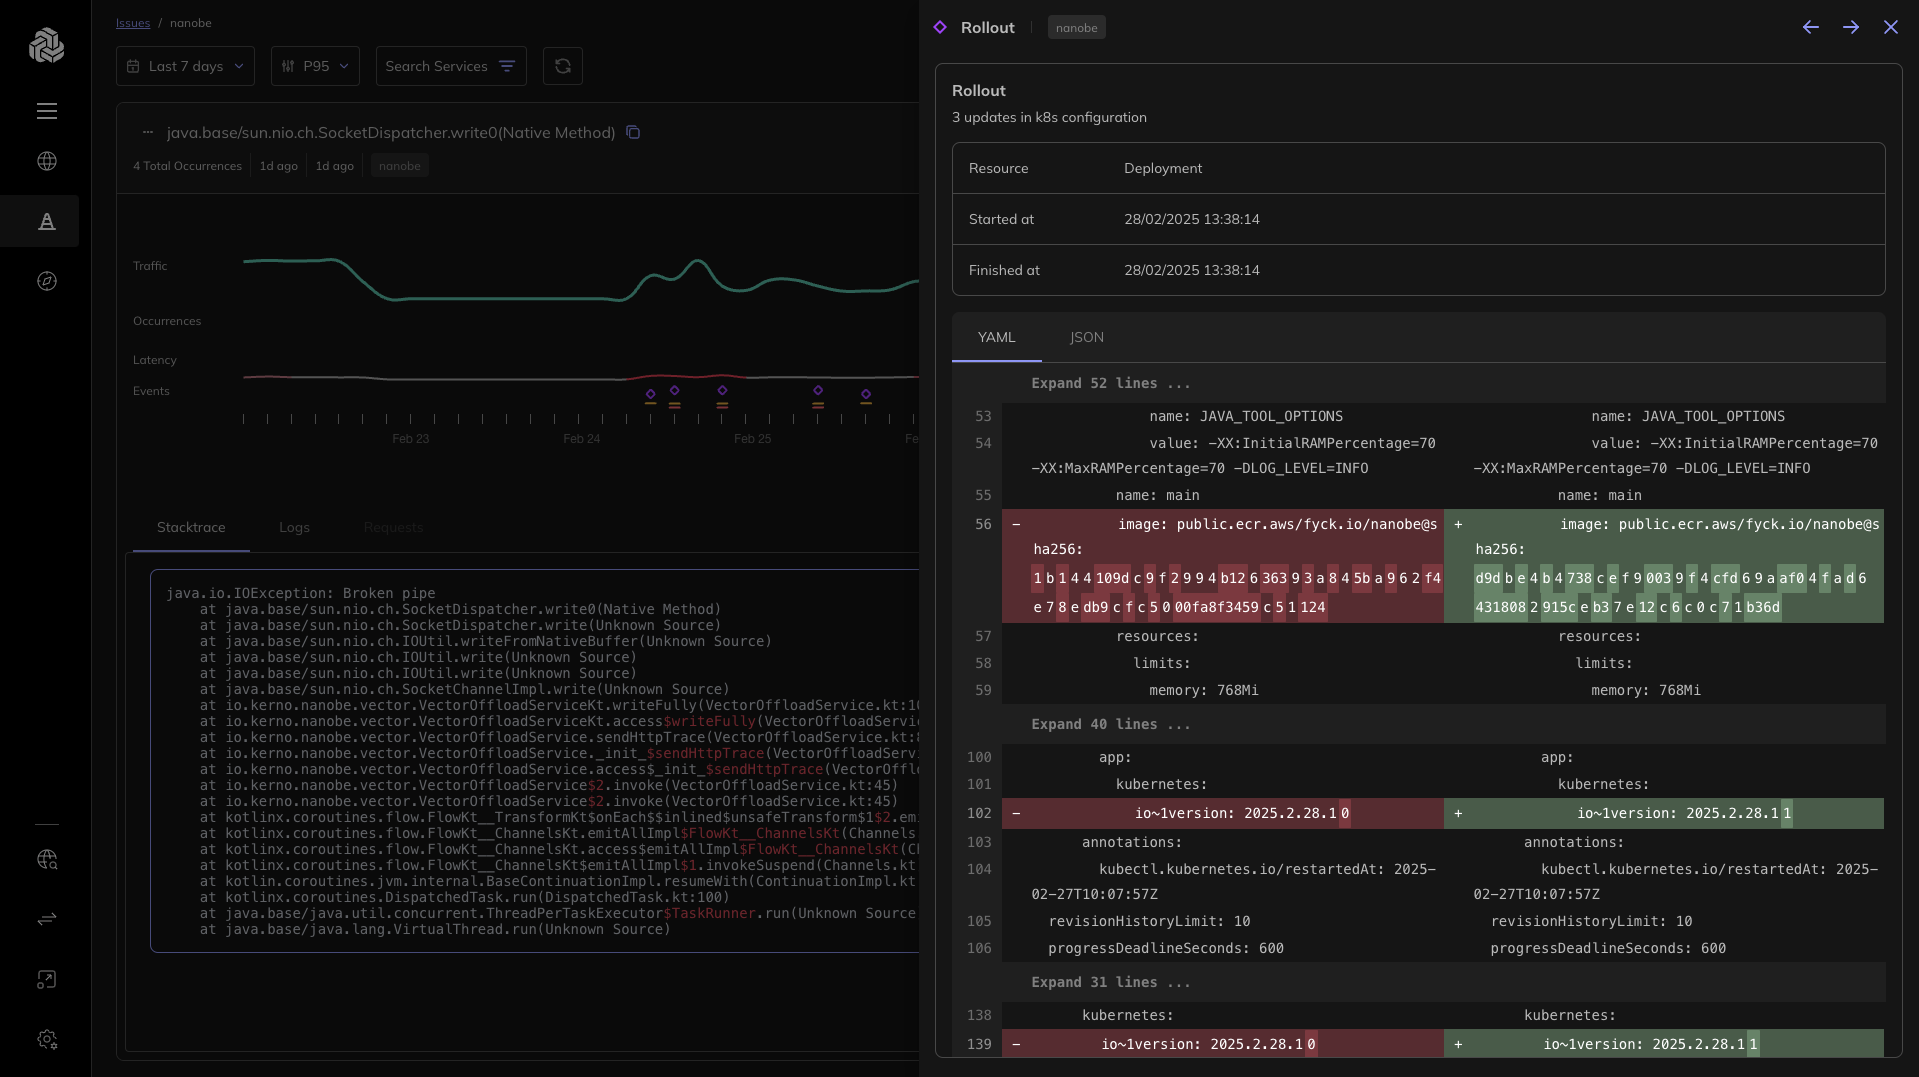 Issues / nanobe
Last 7 days
P95
Search Services
java.base/sun.nio.ch.SocketDispatcher.write0(Native Method)
4 Total Occurrences 1d ago 1d ago nanobe
Traffic
Occurrences
Latency
Events
Feb 23 Feb 24 Feb 25 Fe
Stacktrace Logs Requests
java.io.IOException: Broken pipe
at java.base/sun.nio.ch.SocketDispatcher.write0(Native Method)
at java.base/sun.nio.ch.SocketDispatcher.write(Unknown Source)
at java.base/sun.nio.ch.IOUtil.writeFromNativeBuffer(Unknown Source)
at java.base/sun.nio.ch.IOUtil.write(Unknown Source)
at java.base/sun.nio.ch.IOUtil.write(Unknown Source)
at java.base/sun.nio.ch.SocketChannelImpl.write(Unknown Source)
at io.kerno.nanobe.vector.VectorOffloadServiceKt.writeFully(VectorOffloadService.kt:10
at io.kerno.nanobe.vector.VectorOffloadServiceKt.access$writeFully(VectorOffloadServi
at io.kerno.nanobe.vector.VectorOffloadService.sendHttpTrace(VectorOffloadService.kt:8
at io.kerno.nanobe.vector.VectorOffloadService._init_$sendHttpTrace(VectorOffloadServ
at io.kerno.nanobe.vector.VectorOffloadService.access$_init_$sendHttpTrace(VectorOffl
at io.kerno.nanobe.vector.VectorOffloadService$2.invoke(VectorOffloadService.kt:45)
at io.kerno.nanobe.vector.VectorOffloadService$2.invoke(VectorOffloadService.kt:45)
at kotlinx.coroutines.flow.FlowKt__TransformKt$onEach$$inlined$unsafeTransform$1$2.emi
at kotlinx.coroutines.flow.FlowKt__ChannelsKt.emitAllImpl$FlowKt__ChannelsKt(Channels
at kotlinx.coroutines.flow.FlowKt__ChannelsKt.access$emitAllImpl$FlowKt__ChannelsKt(Ch
at kotlinx.coroutines.flow.FlowKt__ChannelsKt$emitAllImpl$1.invokeSuspend(Channels.kt
at kotlin.coroutines.jvm.internal.BaseContinuationImpl.resumeWith(ContinuationImpl.kt
at kotlinx.coroutines.DispatchedTask.run(DispatchedTask.kt:100)
at java.base/java.util.concurrent.ThreadPerTaskExecutor$TaskRunner.run(Unknown Source
at java.base/java.lang.VirtualThread.run(Unknown Source)
Rollout nanobe
Rollout
3 updates in k8s configuration
Resource Deployment
Started at 28/02/2025 13:38:14
Finished at 28/02/2025 13:38:14
YAML JSON
Expand 52 lines ...
53 name: JAVA_TOOL_OPTIONS name: JAVA_TOOL_OPTIONS
54 value: -XX:InitialRAMPercentage=70 value: -XX:InitialRAMPercentage=70
-XX:MaxRAMPercentage=70 -DLOG_LEVEL=INFO -XX:MaxRAMPercentage=70 -DLOG_LEVEL=INFO
55 name: main name: main
56 - image: public.ecr.aws/fyck.io/nanobe@s + image: public.ecr.aws/fyck.io/nanobe@s
ha256: ha256:
1b144109dc9f2994b12636393a845ba962f4 d9dbe4b4738cef90039f4cfd69aaf04fad6
e78edb9cfc5000fa8f3459c51124 4318082915ceb37e12c6c0c71b36d
57 resources: resources:
58 limits: limits:
59 memory: 768Mi memory: 768Mi
Expand 40 lines ...
100 app: app:
101 kubernetes: kubernetes:
102 - io~1version: 2025.2.28.10 + io~1version: 2025.2.28.11
103 annotations: annotations:
104 kubectl.kubernetes.io/restartedAt: 2025- kubectl.kubernetes.io/restartedAt: 2025-
02-27T10:07:57Z 02-27T10:07:57Z
105 revisionHistoryLimit: 10 revisionHistoryLimit: 10
106 progressDeadlineSeconds: 600 progressDeadlineSeconds: 600
Expand 31 lines ...
138 kubernetes: kubernetes:
139 - io~1version: 2025.2.28.10 + io~1version: 2025.2.28.11